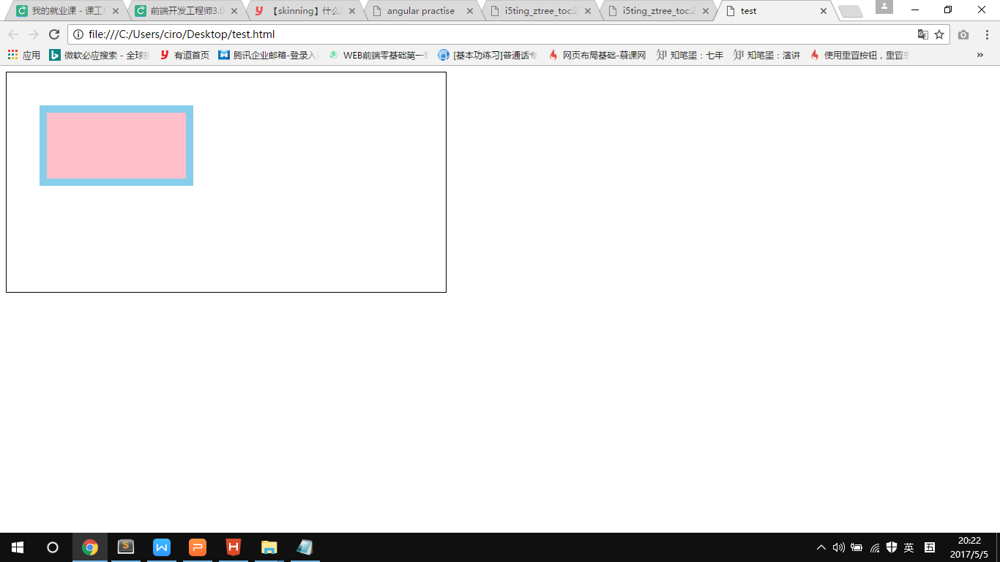 我的就业课 - 课工
前端开发工程师3.0
【skinning】什么
angular practise
i5ting_ztree_toc:2
i5ting_ztree_toc:2
test
file:///C:/Users/ciro/Desktop/test.html
应用
微软必应搜索 - 全球
有道首页
腾讯企业邮箱-登录入
WEB前端零基础第一
[基本功练习]普通话专
网页布局基础-慕课网
知笔墨：七年
知笔墨：演讲
使用重置按钮，重置
英
20:22
2017/5/5